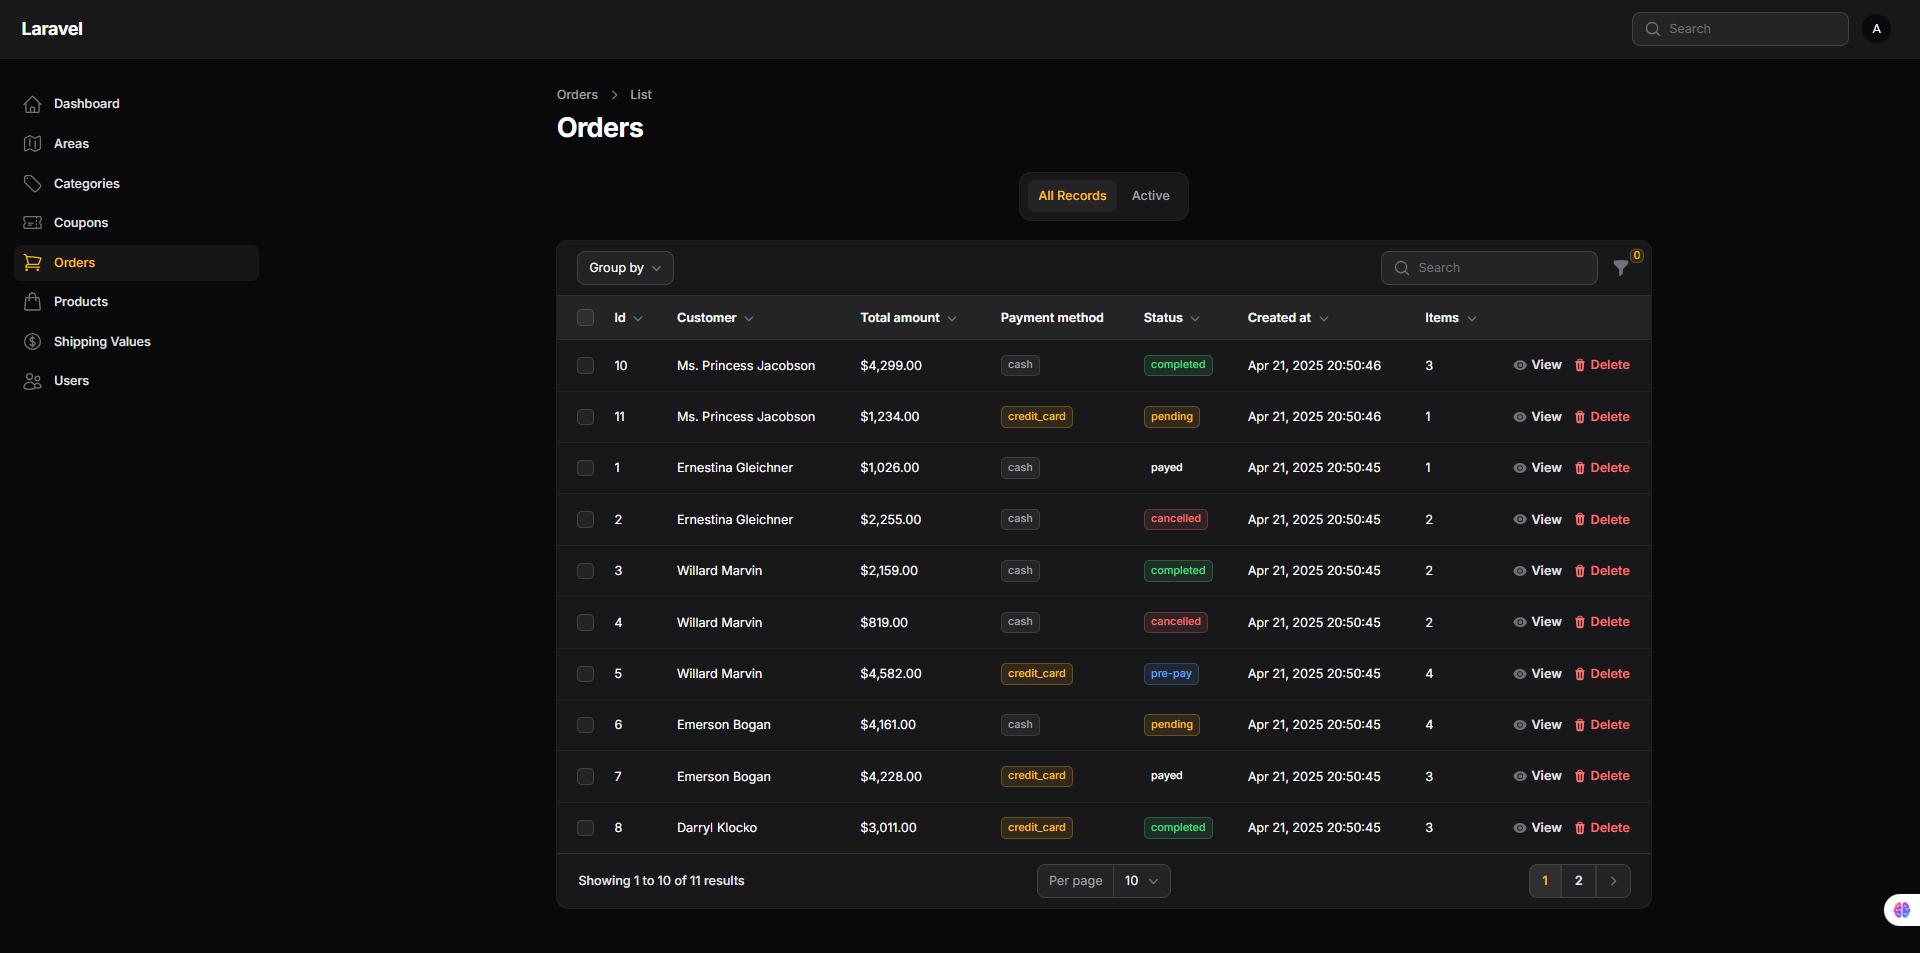 Laravel
Search
A
Dashboard
Areas
Categories
Coupons
Orders
Products
Shipping Values
Users
Orders > List
Orders
All Records Active
Group by
Search
0
Id Customer Total amount Payment method Status Created at Items
10 Ms. Princess Jacobson $4,299.00 cash completed Apr 21, 2025 20:50:46 3 View Delete
11 Ms. Princess Jacobson $1,234.00 credit_card pending Apr 21, 2025 20:50:46 1 View Delete
1 Ernestina Gleichner $1,026.00 cash payed Apr 21, 2025 20:50:45 1 View Delete
2 Ernestina Gleichner $2,255.00 cash cancelled Apr 21, 2025 20:50:45 2 View Delete
3 Willard Marvin $2,159.00 cash completed Apr 21, 2025 20:50:45 2 View Delete
4 Willard Marvin $819.00 cash cancelled Apr 21, 2025 20:50:45 2 View Delete
5 Willard Marvin $4,582.00 credit_card pre-pay Apr 21, 2025 20:50:45 4 View Delete
6 Emerson Bogan $4,161.00 cash pending Apr 21, 2025 20:50:45 4 View Delete
7 Emerson Bogan $4,228.00 credit_card payed Apr 21, 2025 20:50:45 3 View Delete
8 Darryl Klocko $3,011.00 credit_card completed Apr 21, 2025 20:50:45 3 View Delete
Showing 1 to 10 of 11 results
Per page 10
1 2